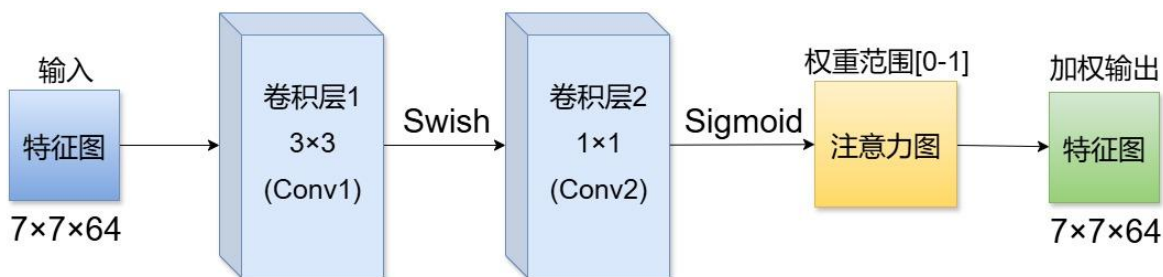 输入
特征图
7×7×64
卷积层1
3×3
(Conv1)
Swish
卷积层2
1×1
(Conv2)
Sigmoid
权重范围[0-1]
注意力图
加权输出
特征图
7×7×64